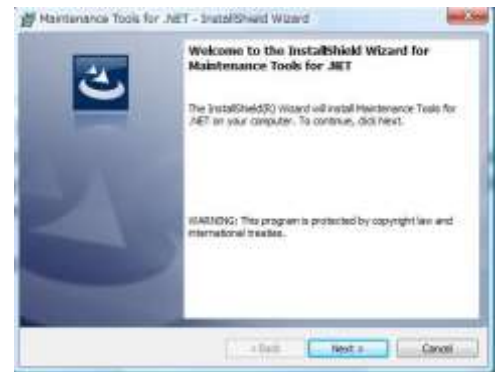 Maintenance Tools for .NET - InstallShield Wizard
Welcome to the InstallShield Wizard for
Maintenance Tools for .NET
The InstallShield(R) Wizard will install Maintenance Tools for
.NET on your computer. To continue, click Next.
WARNING: This program is protected by copyright law and
international treaties.
< Back
Next >
Cancel